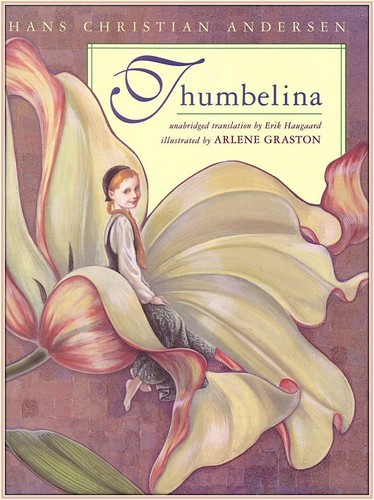 HANS CHRISTIAN ANDERSEN
Thumbelina
unabridged translation by Erik Haugaard
illustrated by ARLENE GRASTON